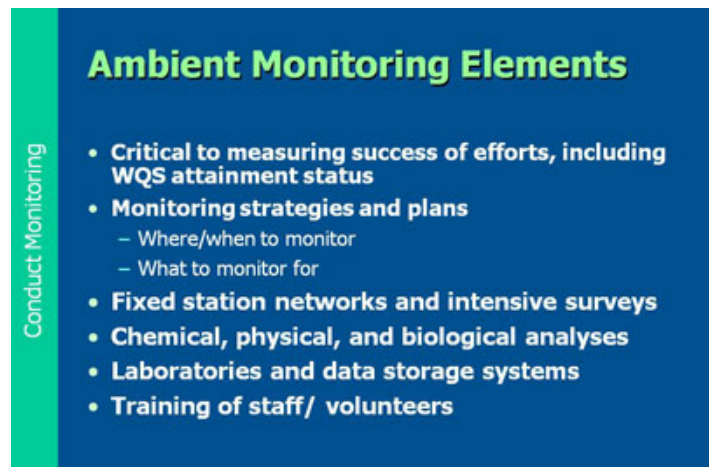 Conduct Monitoring
Ambient Monitoring Elements
• Critical to measuring success of efforts, including
WQS attainment status
• Monitoring strategies and plans
– Where/when to monitor
– What to monitor for
• Fixed station networks and intensive surveys
• Chemical, physical, and biological analyses
• Laboratories and data storage systems
• Training of staff/ volunteers